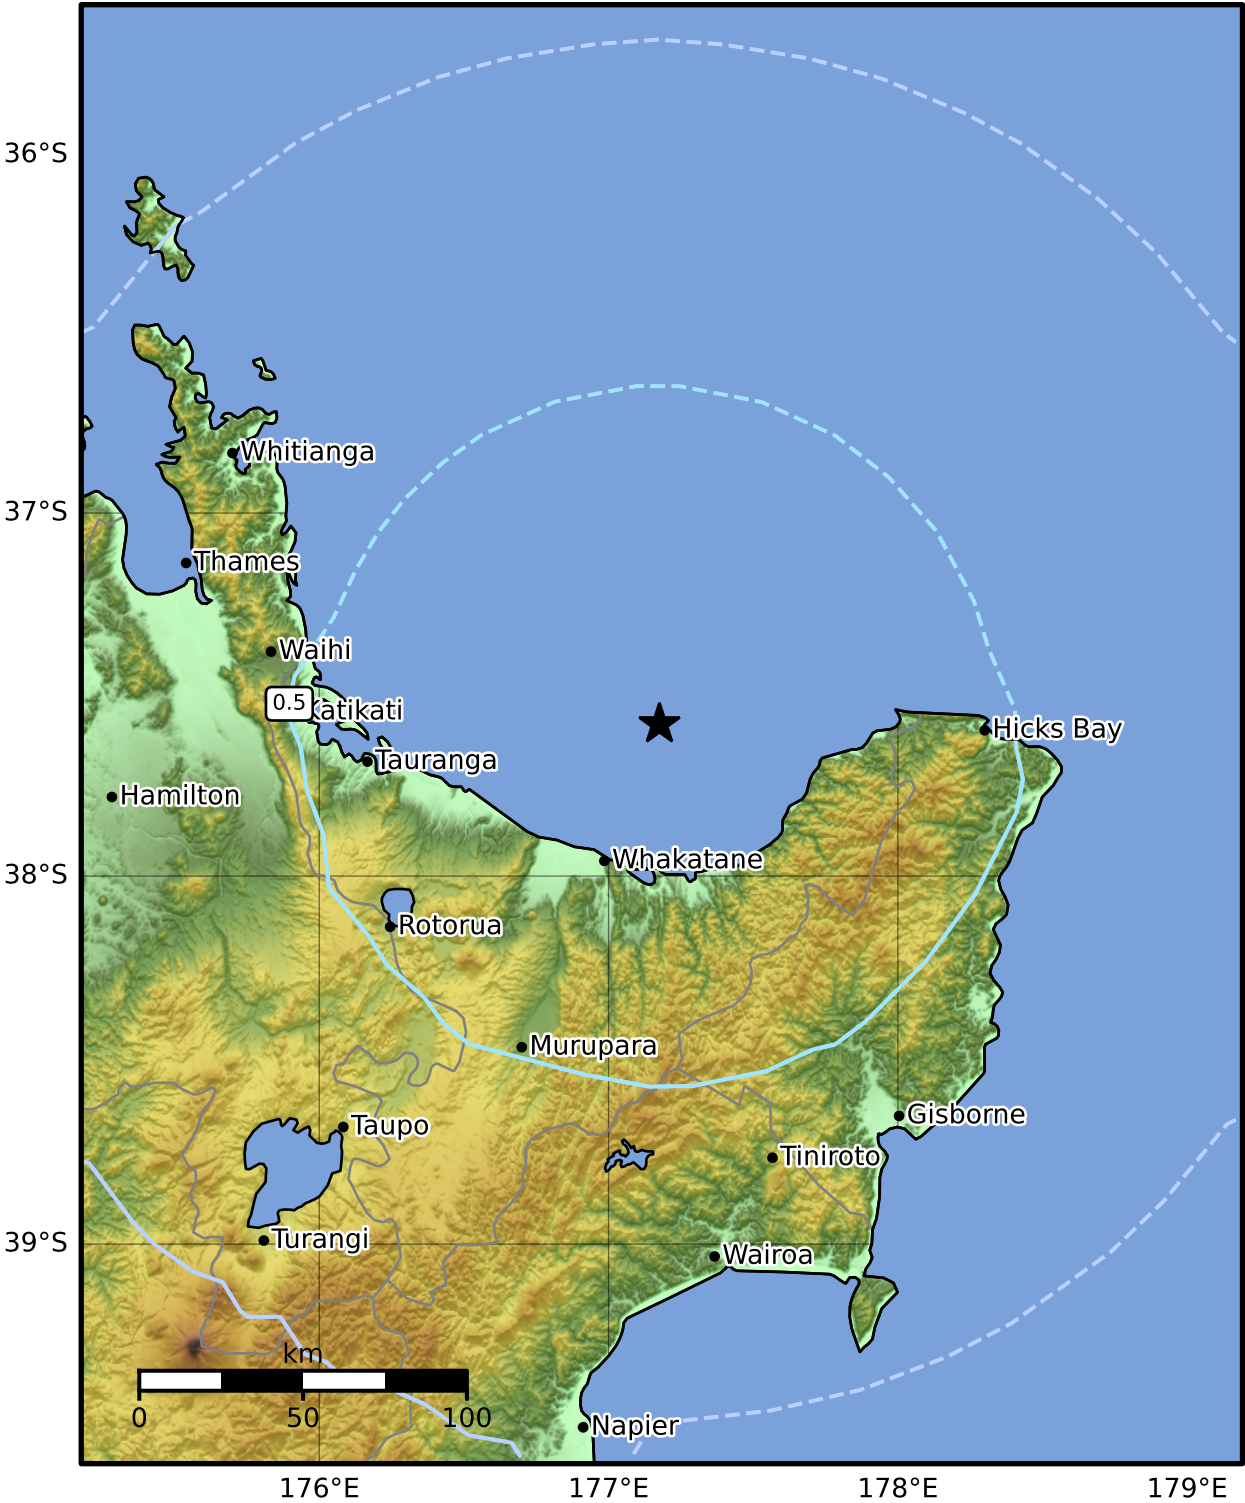 36°S
Whitianga
37°S
Thames
Waihi
0.5
Katikati
Hicks Bay
Tauranga
Hamilton
Whakatane
38°S
Rotorua
Murupara
Gisborne
Taupo
Tiniroto
39°S
Turangi
Wairoa
km
0 50 100
Napier
176°E 177°E 178°E 179°E